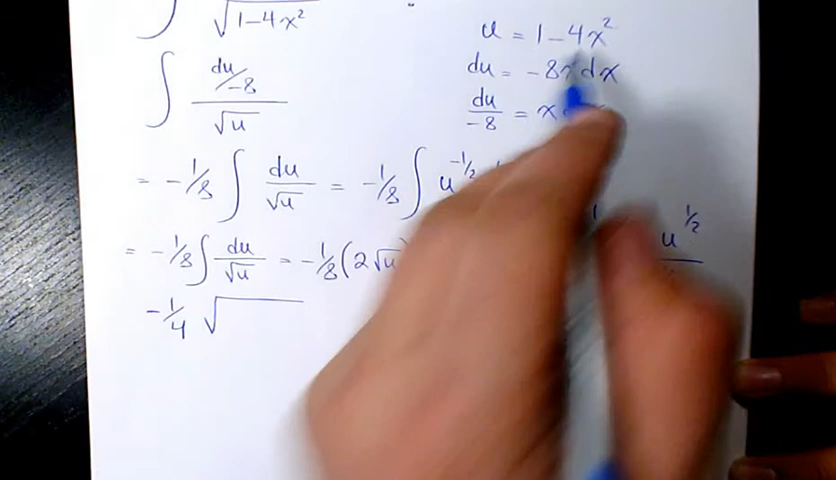 ∫ √(1-4x²)
u = 1-4x²
∫ (du/-8)/√u
du = -8x dx
du/-8 = x
= -1/8 ∫ du/√u = -1/8 ∫ u^(-1/2)
= -1/8 ∫ du/√u = -1/8 (2√u
u^(1/2)
-1/4 √